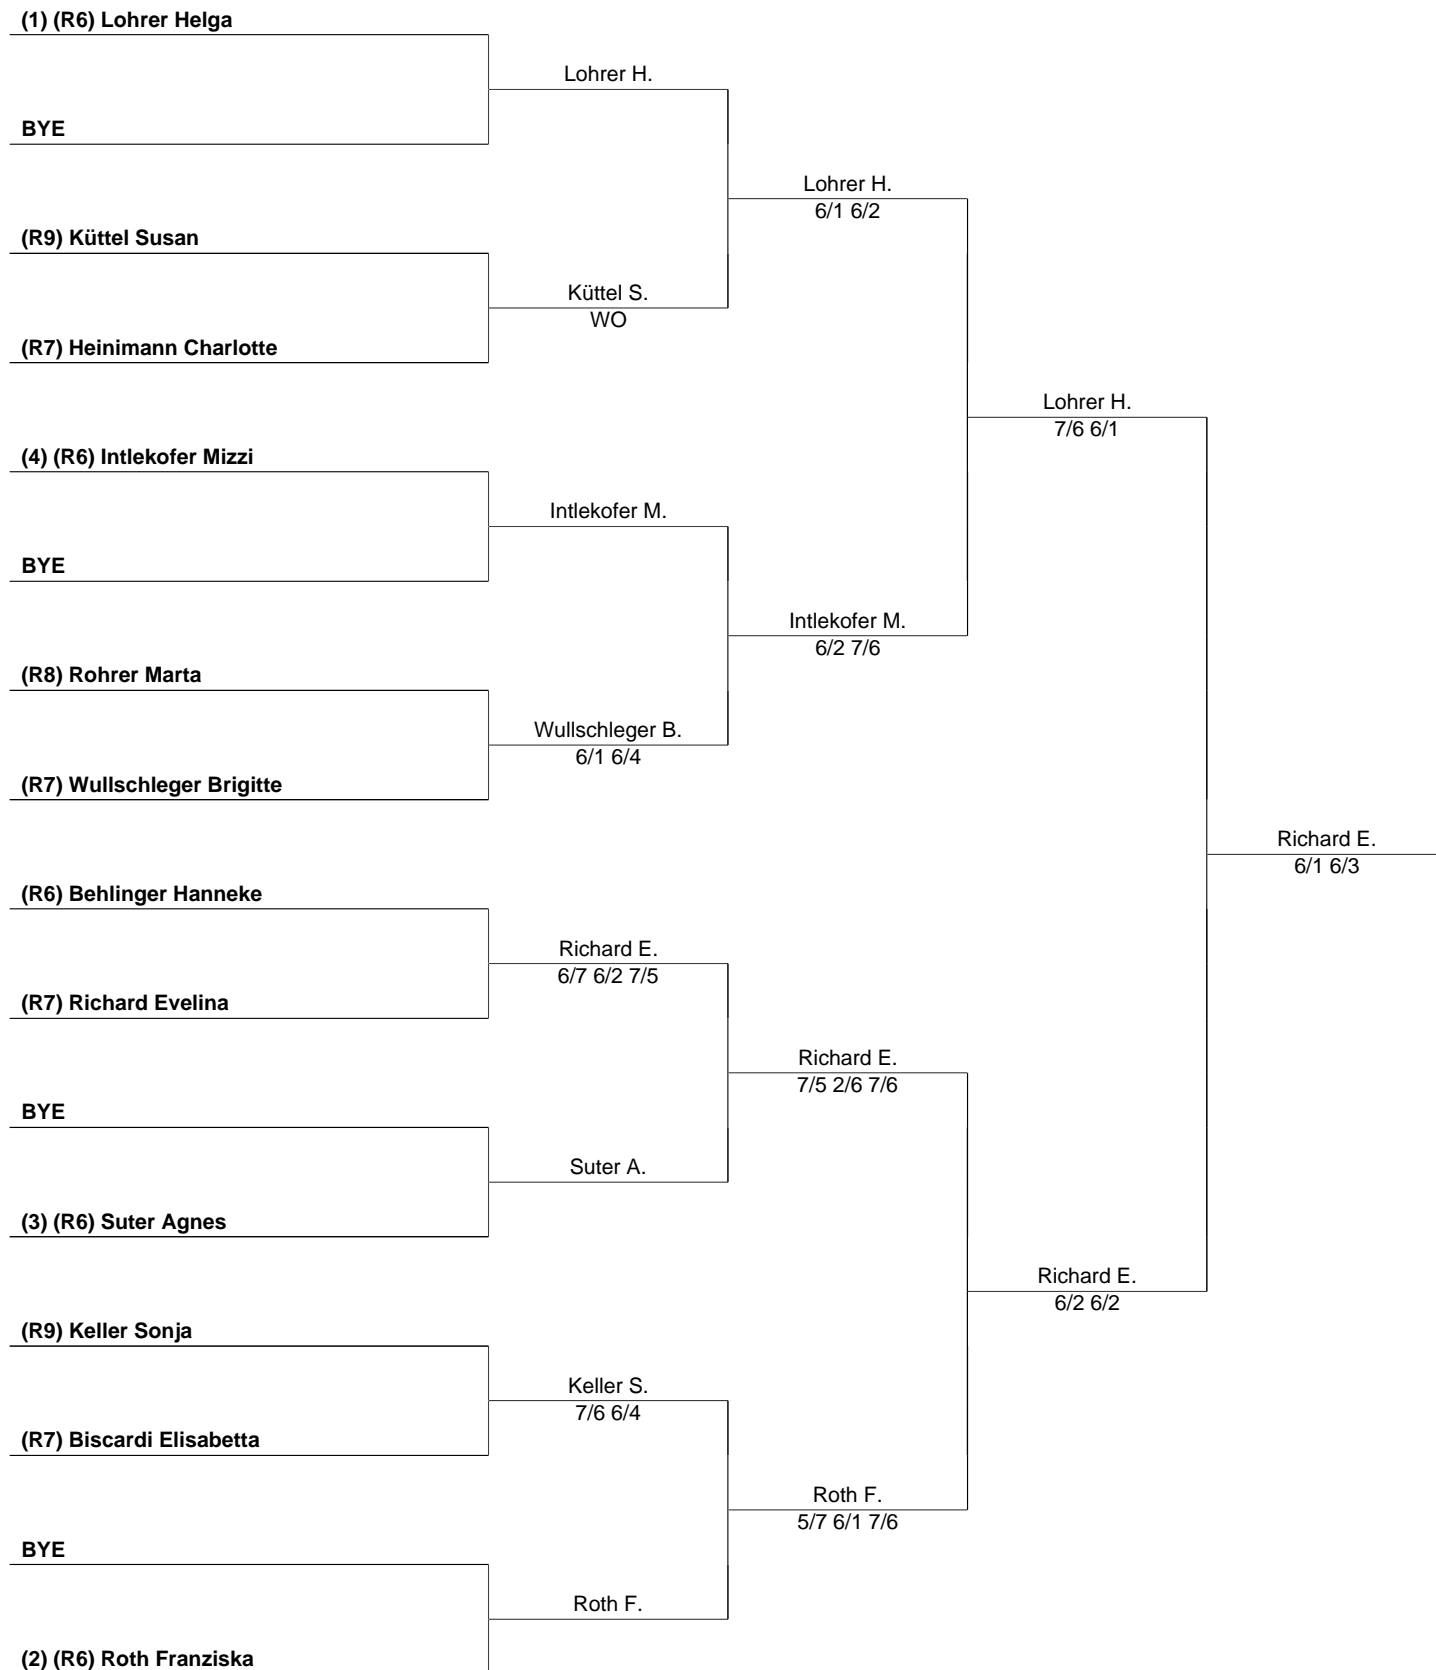 (1) (R6) Lohrer Helga
Lohrer H.
BYE
Lohrer H.
6/1 6/2
(R9) Küttel Susan
Küttel S.
WO
(R7) Heinimann Charlotte
Lohrer H.
7/6 6/1
(4) (R6) Intlekofer Mizzi
Intlekofer M.
BYE
Intlekofer M.
6/2 7/6
(R8) Rohrer Marta
Wullschleger B.
6/1 6/4
(R7) Wullschleger Brigitte
Richard E.
6/1 6/3
(R6) Behlinger Hanneke
Richard E.
6/7 6/2 7/5
(R7) Richard Evelina
Richard E.
7/5 2/6 7/6
BYE
Suter A.
(3) (R6) Suter Agnes
Richard E.
6/2 6/2
(R9) Keller Sonja
Keller S.
7/6 6/4
(R7) Biscardi Elisabetta
Roth F.
5/7 6/1 7/6
BYE
Roth F.
(2) (R6) Roth Franziska